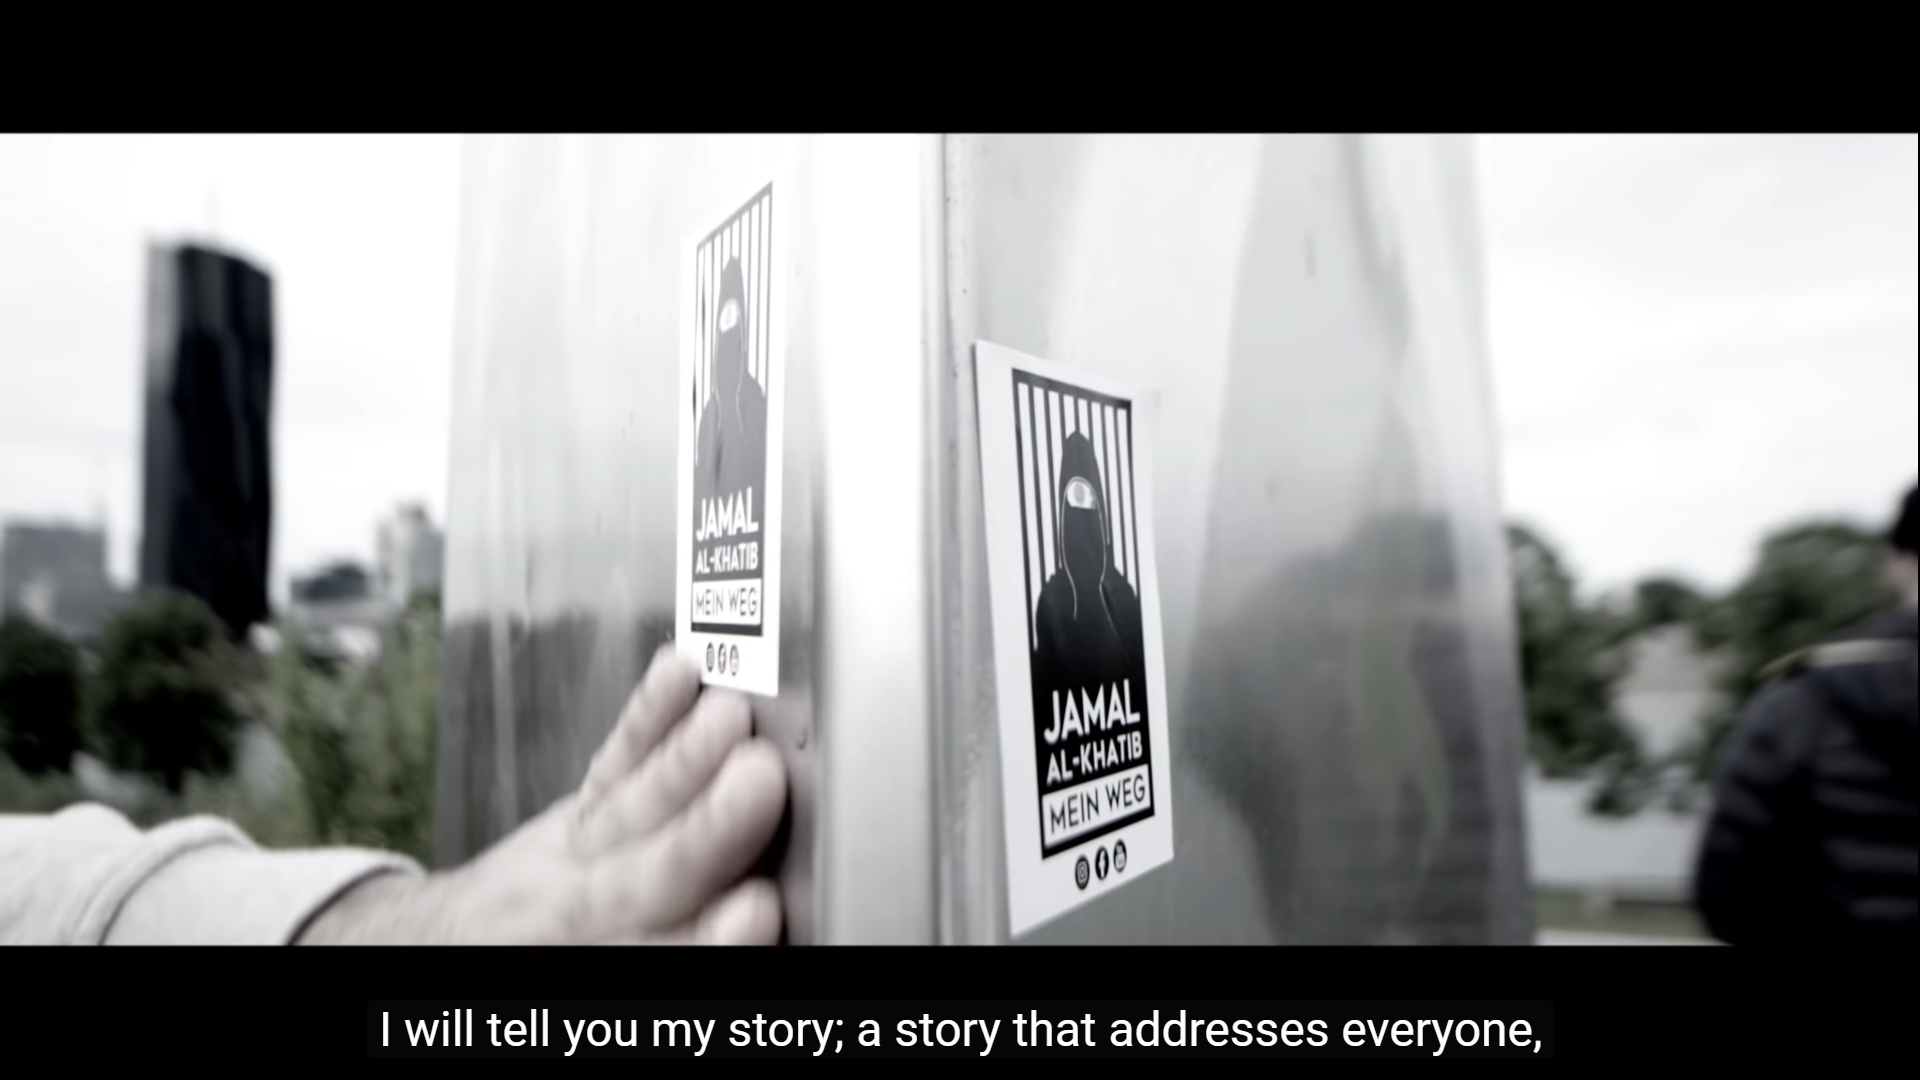 JAMAL
AL-KHATIB
MEIN WEG
JAMAL
AL-KHATIB
MEIN WEG
I will tell you my story; a story that addresses everyone,